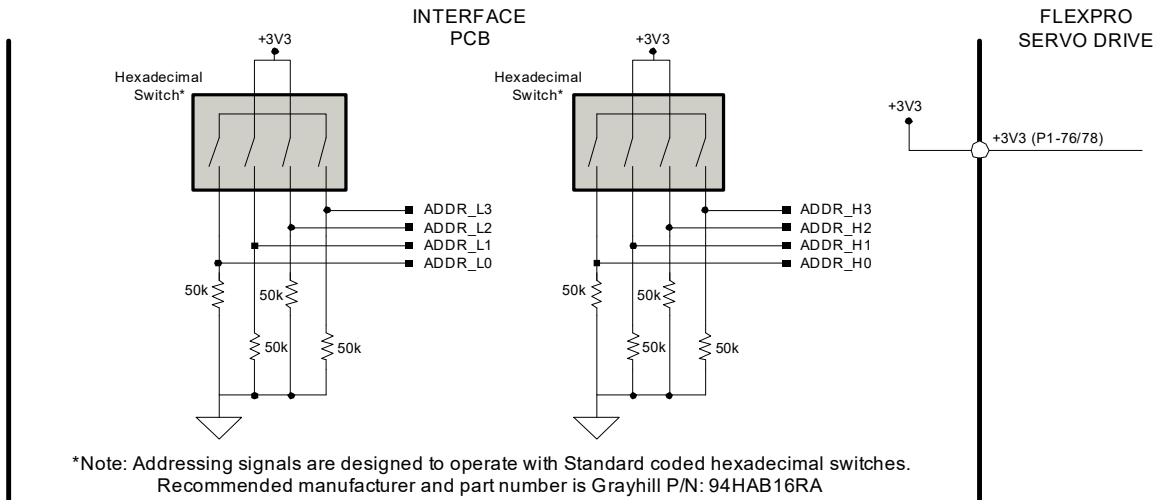 INTERFACE
PCB
FLEXPRO
SERVO DRIVE
+3V3
Hexadecimal
Switch*
ADDR_L3
ADDR_L2
ADDR_L1
ADDR_L0
50k
50k
50k
50k
+3V3
Hexadecimal
Switch*
ADDR_H3
ADDR_H2
ADDR_H1
ADDR_H0
50k
50k
50k
50k
+3V3
+3V3 (P1-76/78)
*Note: Addressing signals are designed to operate with Standard coded hexadecimal switches.
Recommended manufacturer and part number is Grayhill P/N: 94HAB16RA